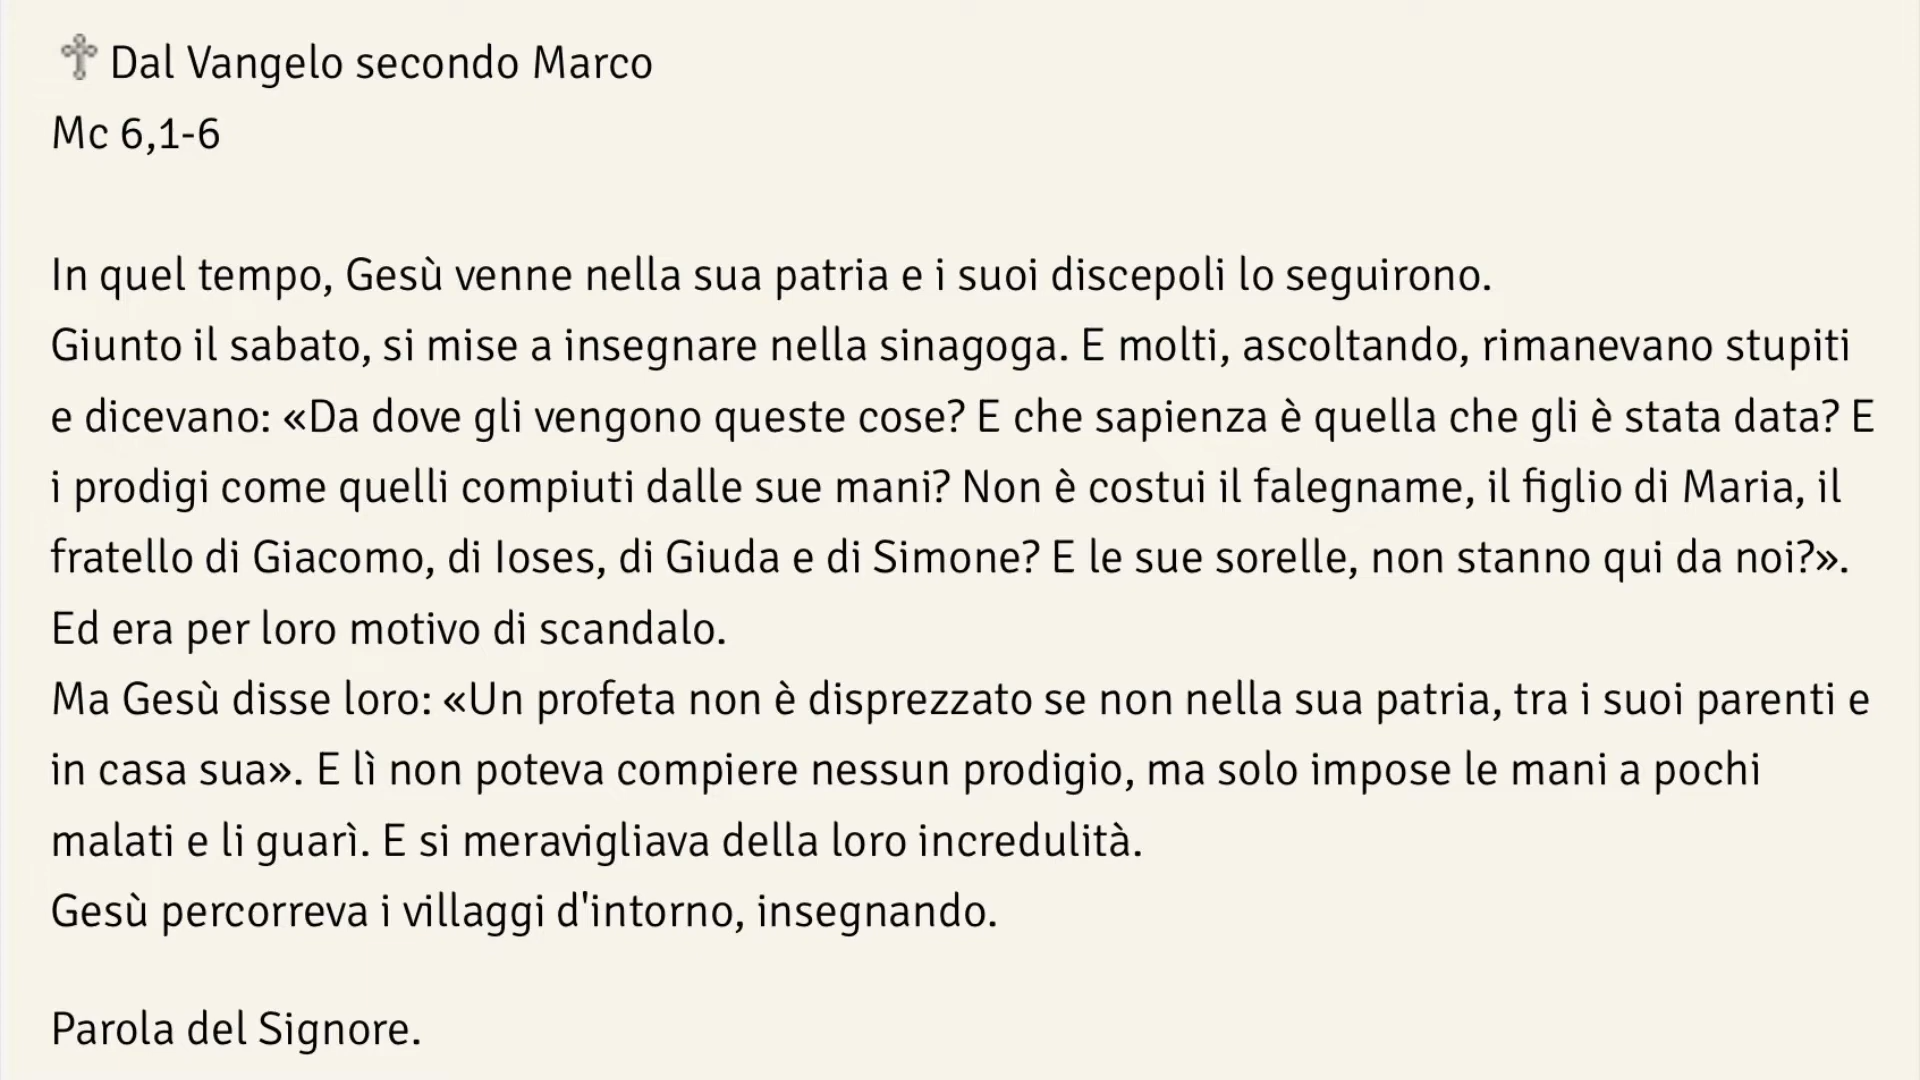 Dal Vangelo secondo Marco
Mc 6,1-6
In quel tempo, Gesù venne nella sua patria e i suoi discepoli lo seguirono.
Giunto il sabato, si mise a insegnare nella sinagoga. E molti, ascoltando, rimanevano stupiti
e dicevano: «Da dove gli vengono queste cose? E che sapienza è quella che gli è stata data? E
i prodigi come quelli compiuti dalle sue mani? Non è costui il falegname, il figlio di Maria, il
fratello di Giacomo, di Ioses, di Giuda e di Simone? E le sue sorelle, non stanno qui da noi?».
Ed era per loro motivo di scandalo.
Ma Gesù disse loro: «Un profeta non è disprezzato se non nella sua patria, tra i suoi parenti e
in casa sua». E lì non poteva compiere nessun prodigio, ma solo impose le mani a pochi
malati e li guarì. E si meravigliava della loro incredulità.
Gesù percorreva i villaggi d'intorno, insegnando.
Parola del Signore.